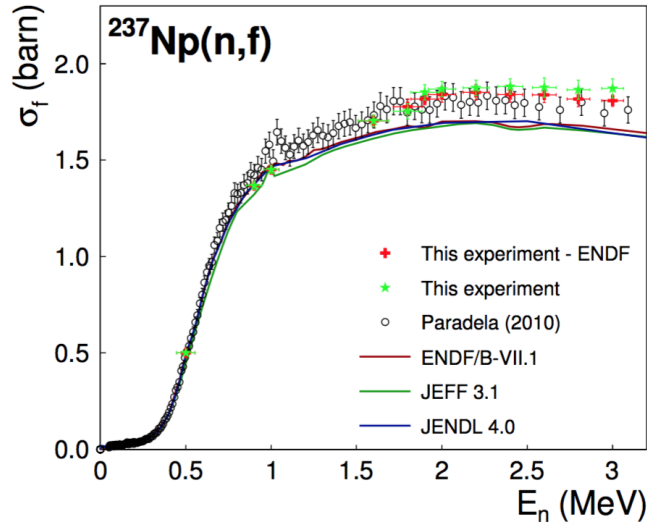 ²³⁷Np(n,f)
σf (barn)
2.0
1.5
1.0
0.5
0.0
This experiment - ENDF
This experiment
Paradela (2010)
ENDF/B-VII.1
JEFF 3.1
JENDL 4.0
0
0.5
1
1.5
2
2.5
3
En (MeV)